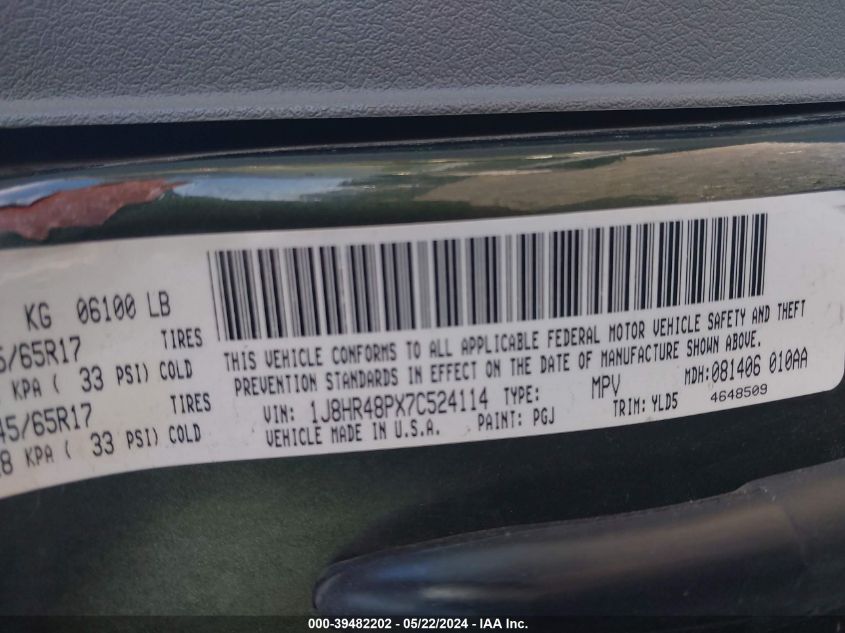 KG 06100 LB
/65R17 TIRES
KPA ( 33 PSI) COLD
45/65R17 TIRES
8 KPA ( 33 PSI) COLD
THIS VEHICLE CONFORMS TO ALL APPLICABLE FEDERAL MOTOR VEHICLE SAFETY AND THEFT
PREVENTION STANDARDS IN EFFECT ON THE DATE OF MANUFACTURE SHOWN ABOVE.
VIN: 1J8HR48PX7C524114 TYPE: MPV MDH:081406 010AA
VEHICLE MADE IN U.S.A. PAINT: PGJ TRIM: YLD5 4648509
000-39482202 - 05/22/2024 - IAA Inc.